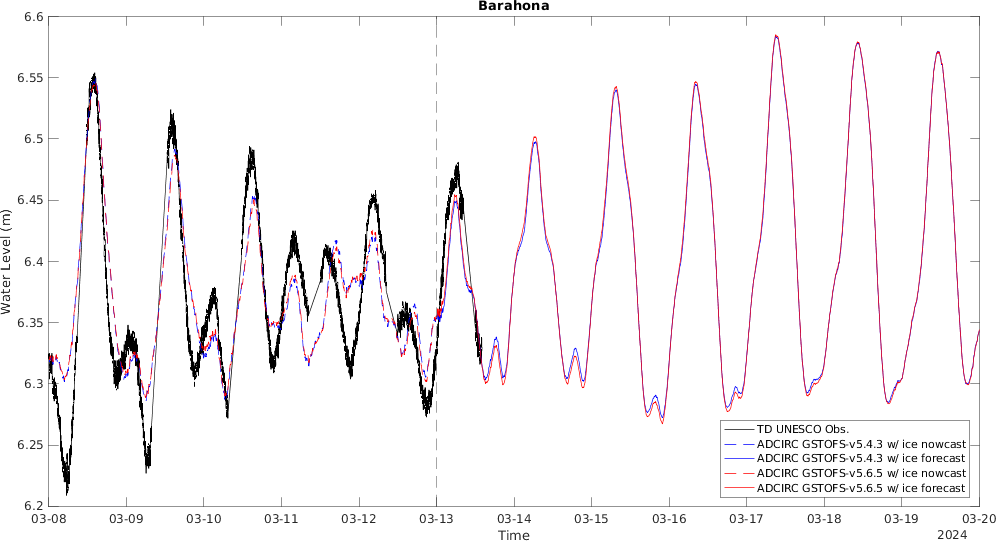 Barahona
6.6
6.55
6.5
6.45
6.4
6.35
6.3
6.25
6.2
Water Level (m)
TD UNESCO Obs.
ADCIRC GSTOFS-v5.4.3 w/ ice nowcast
ADCIRC GSTOFS-v5.4.3 w/ ice forecast
ADCIRC GSTOFS-v5.6.5 w/ ice nowcast
ADCIRC GSTOFS-v5.6.5 w/ ice forecast
03-08 03-09 03-10 03-11 03-12 03-13 03-14 03-15 03-16 03-17 03-18 03-19 03-20
Time
2024